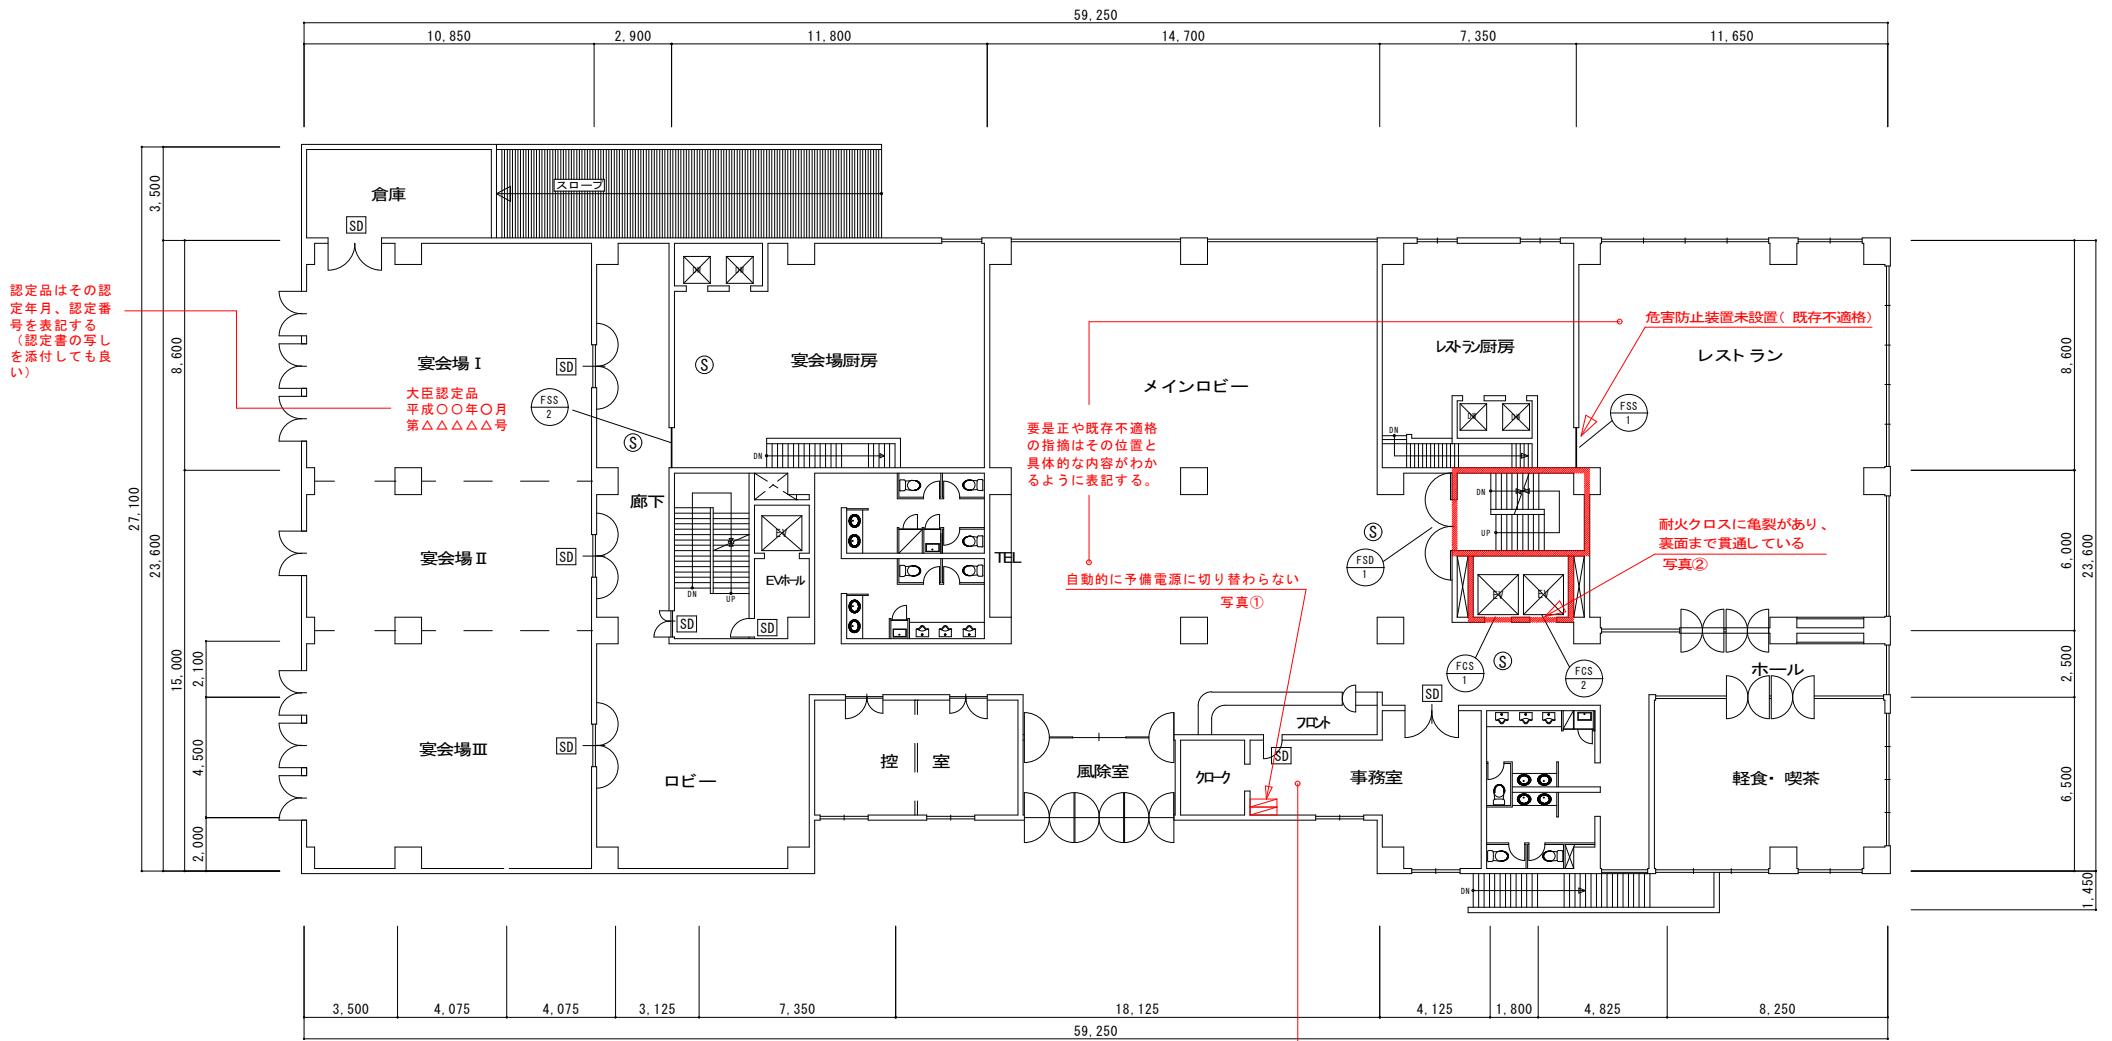 59,250
10,850
2,900
11,800
14,700
7,350
11,650
3,500
27,100
23,600
8,600
15,000
2,100
4,500
2,000
倉庫
スロープ
SD
認定品はその認
定年月、認定番
号を表記する
（認定書の写し
を添付しても良
い）
宴会場Ⅰ
SD
大臣認定品
平成〇〇年〇月
第△△△△△号
FSS
2
S
S
DW
DW
宴会場厨房
DN
メインロビー
要是正や既存不適格
の指摘はその位置と
具体的な内容がわか
るように表記する。
レストラン厨房
DW
DW
DN
危害防止装置未設置（既存不適格）
FSS
1
レストラン
8,600
6,000
23,600
2,500
6,500
1,450
宴会場Ⅱ
SD
廊下
EV
EVホール
DN
UP
SD
SD
TEL
S
FSD
1
DN
UP
EV
EV
耐火クロスに亀裂があり、
裏面まで貫通している
写真②
自動的に予備電源に切り替わらない
写真①
FCS
1
S
FCS
2
ホール
宴会場Ⅲ
SD
ロビー
控室
風除室
クローク
フロント
SD
SD
事務室
軽食・喫茶
DN
3,500
4,075
4,075
3,125
7,350
18,125
4,125
1,800
4,825
8,250
59,250